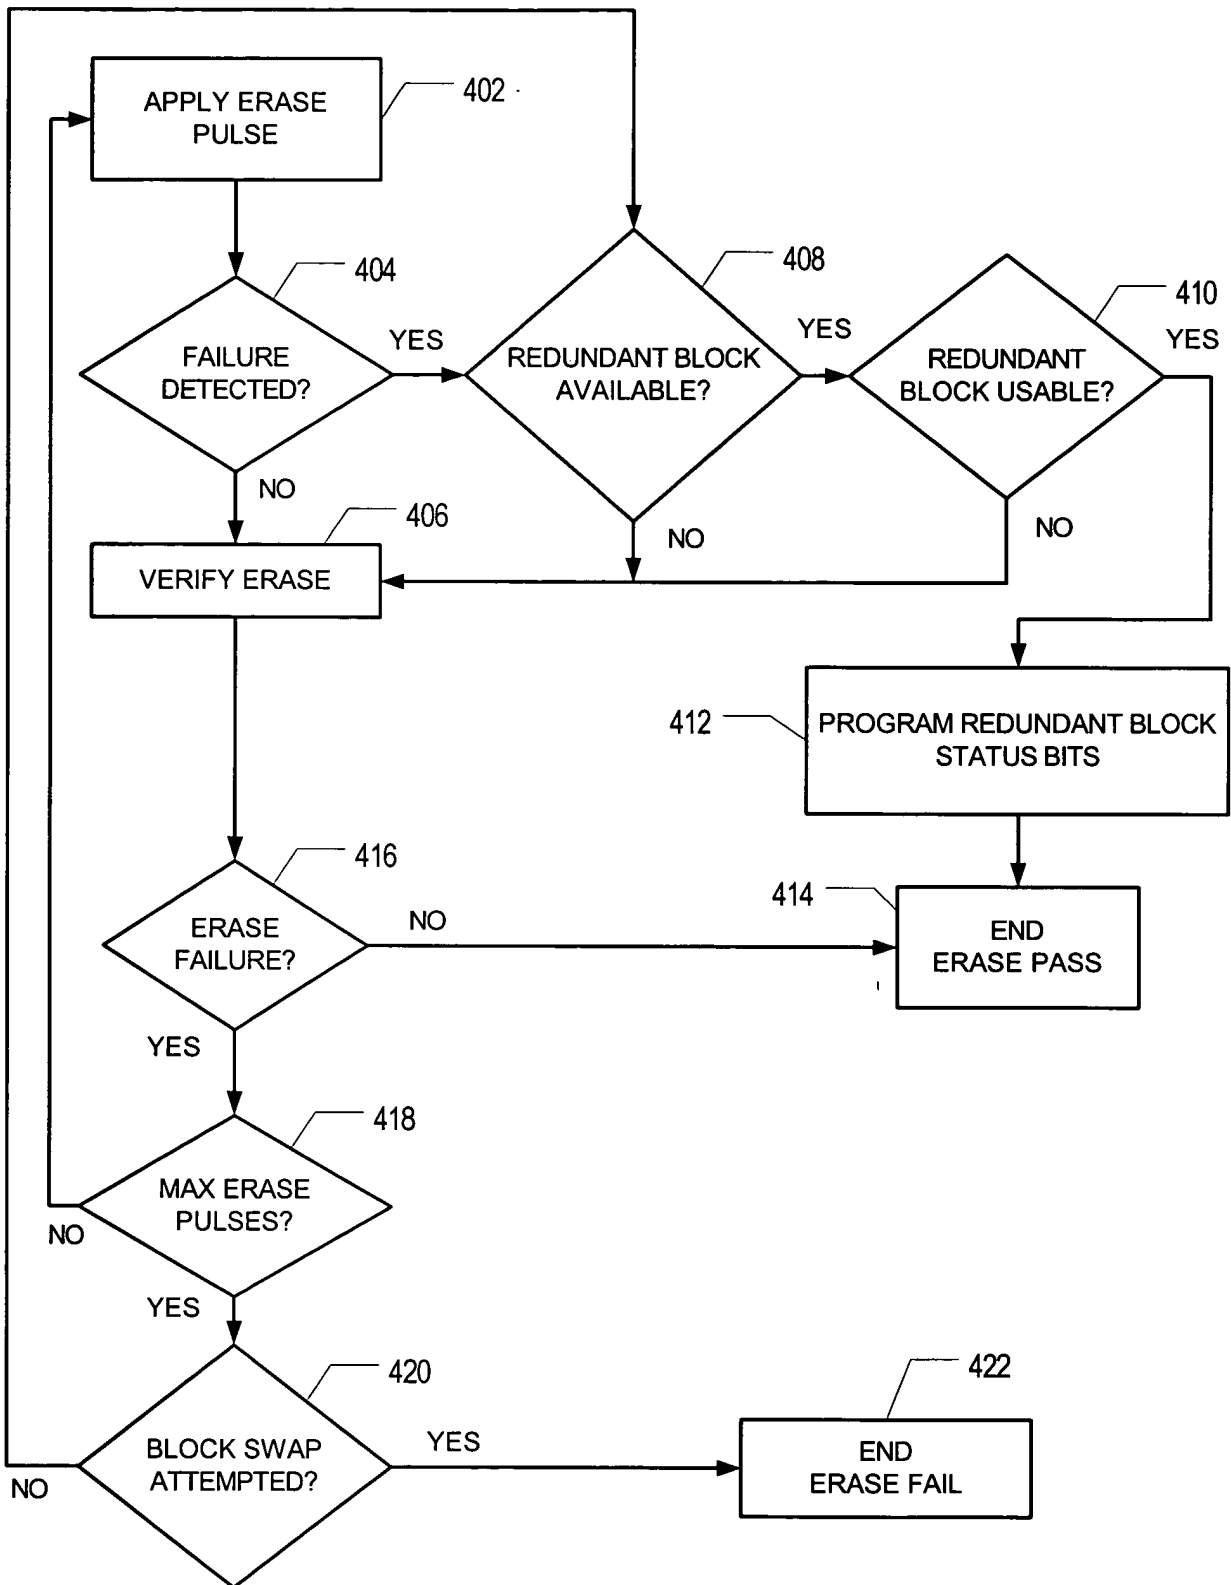 APPLY ERASE
PULSE
402
404
FAILURE
DETECTED?
YES
NO
408
REDUNDANT BLOCK
AVAILABLE?
YES
NO
410
REDUNDANT
BLOCK USABLE?
YES
NO
406
VERIFY ERASE
412
PROGRAM REDUNDANT BLOCK
STATUS BITS
416
ERASE
FAILURE?
NO
YES
414
END
ERASE PASS
418
MAX ERASE
PULSES?
NO
YES
420
BLOCK SWAP
ATTEMPTED?
NO
YES
422
END
ERASE FAIL